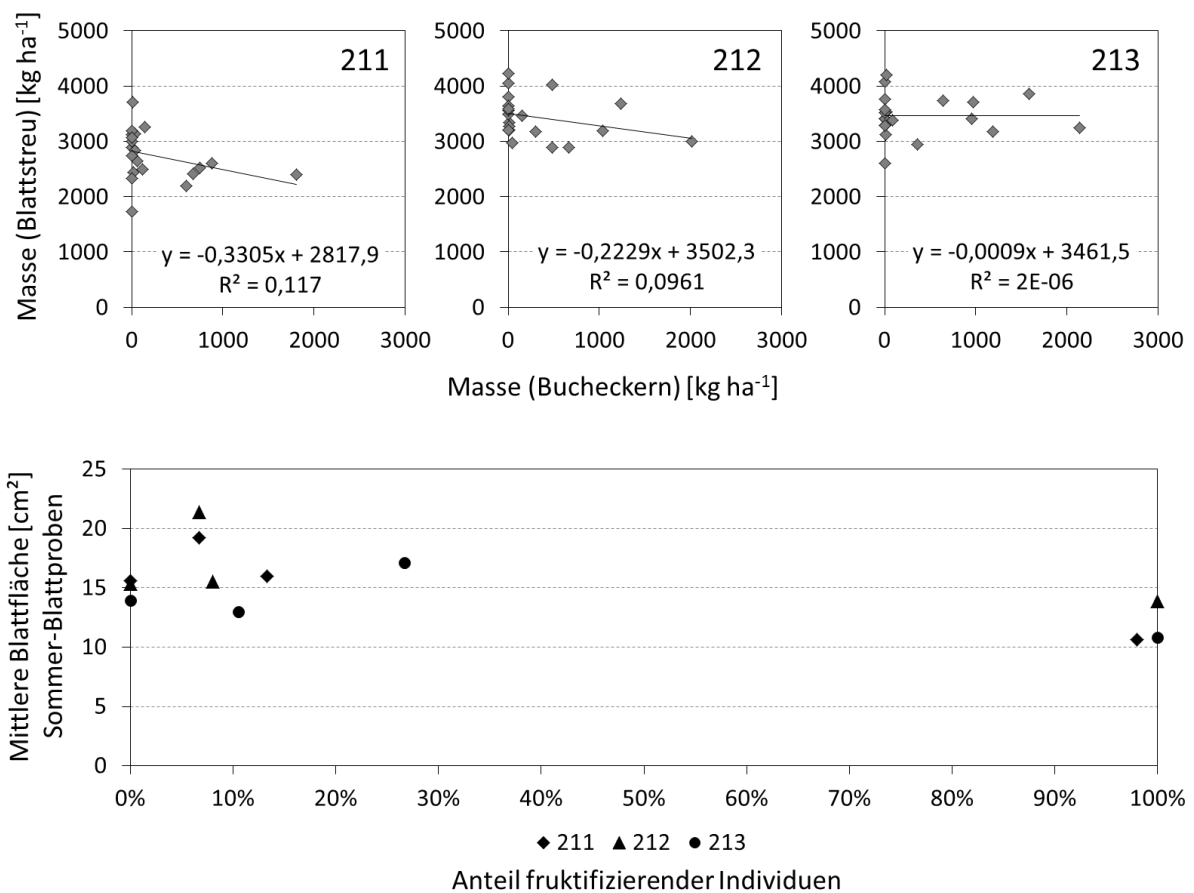 Masse (Blattstreu) [kg ha⁻¹]
5000
4000
3000
2000
1000
0
211
y = -0,3305x + 2817,9
R² = 0,117
0 1000 2000 3000
5000
4000
3000
2000
1000
0
212
y = -0,2229x + 3502,3
R² = 0,0961
0 1000 2000 3000
5000
4000
3000
2000
1000
0
213
y = -0,0009x + 3461,5
R² = 2E-06
0 1000 2000 3000
Masse (Bucheckern) [kg ha⁻¹]
Mittlere Blattfläche [cm²]
Sommer-Blattproben
25
20
15
10
5
0
0% 10% 20% 30% 40% 50% 60% 70% 80% 90% 100%
211 212 213
Anteil fruktifizierender Individuen